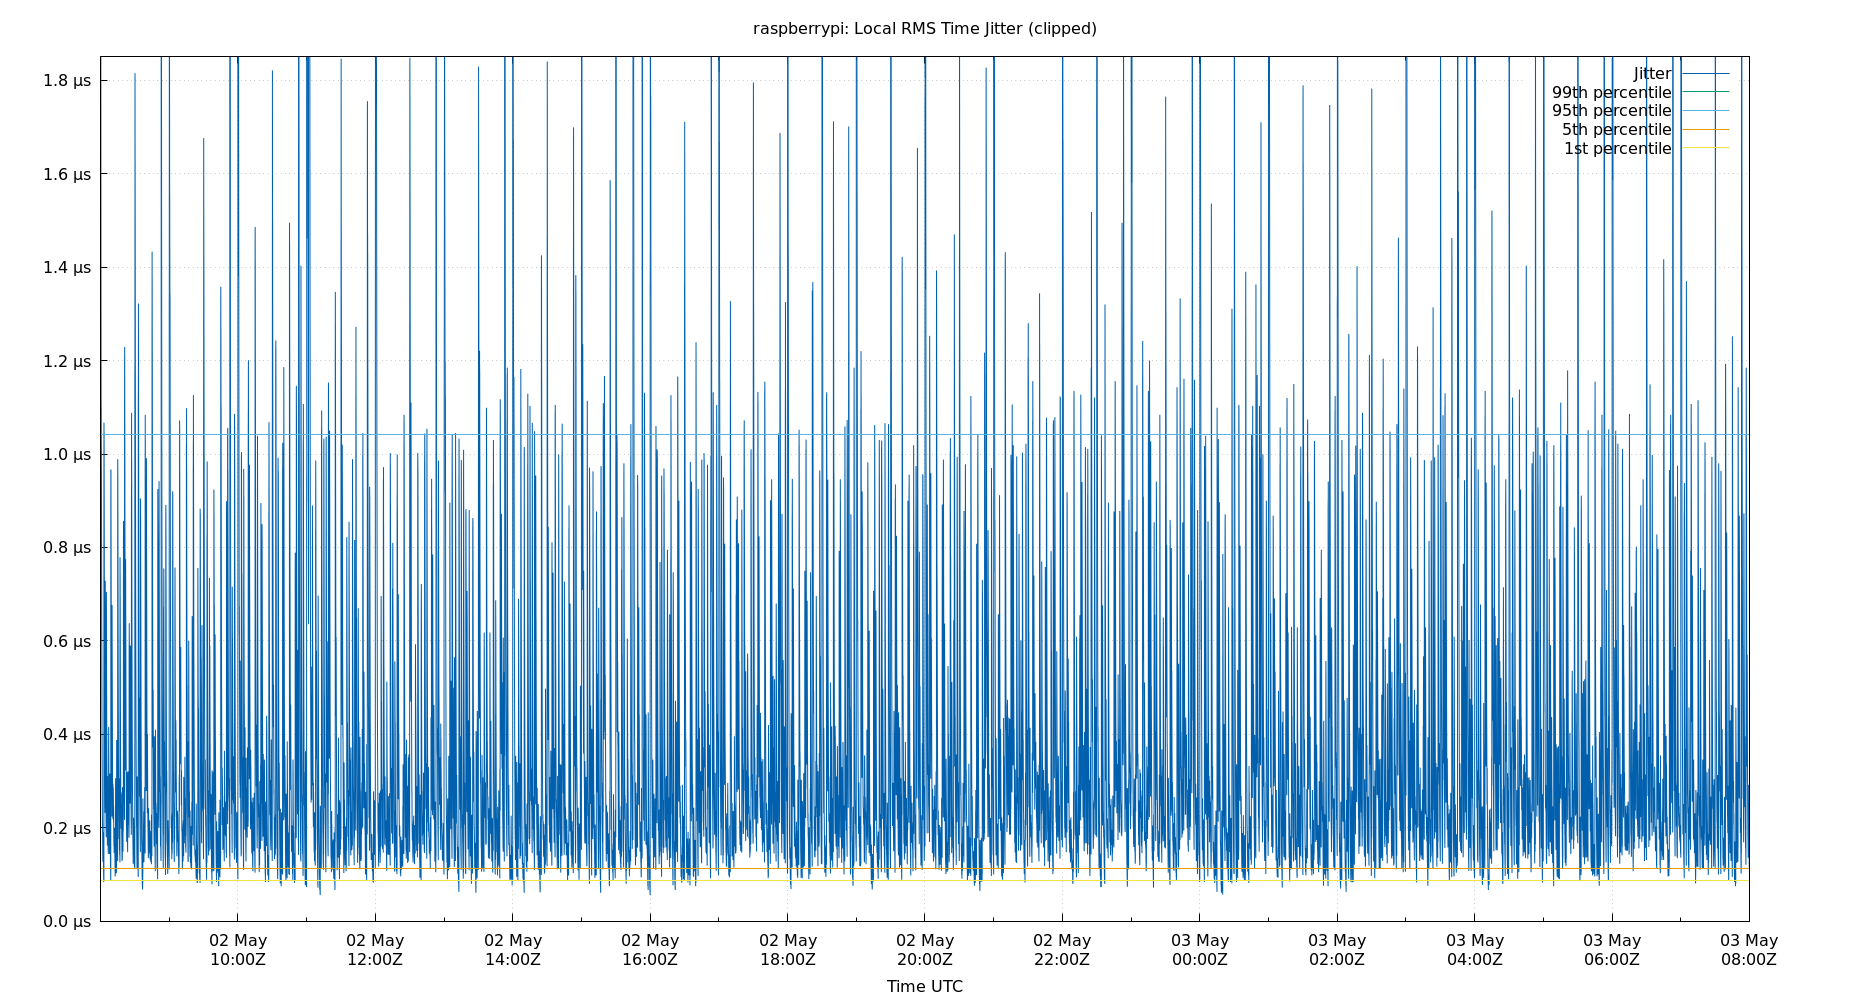 raspberrypi: Local RMS Time Jitter (clipped)
Jitter
99th percentile
95th percentile
5th percentile
1st percentile
1.8 µs
1.6 µs
1.4 µs
1.2 µs
1.0 µs
0.8 µs
0.6 µs
0.4 µs
0.2 µs
0.0 µs
02 May 02 May 02 May 02 May 02 May 02 May 02 May 03 May 03 May 03 May 03 May 03 May
10:00Z 12:00Z 14:00Z 16:00Z 18:00Z 20:00Z 22:00Z 00:00Z 02:00Z 04:00Z 06:00Z 08:00Z
Time UTC